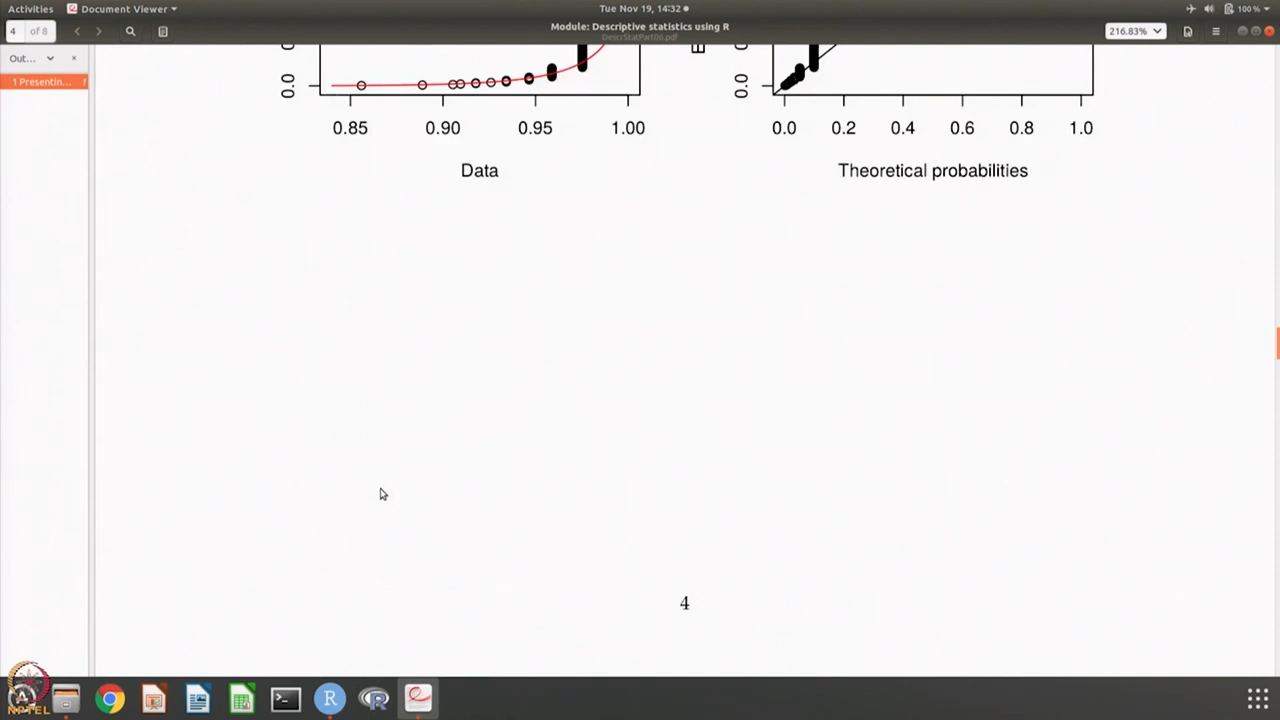 Activities
Document Viewer
Tue Nov 19, 14:32
100 %
4
of 8
Module: Descriptive statistics using R
DescrStatPart06.pdf
216.83%
Out...
1 Presentin...
0.0
0.85 0.90 0.95 1.00
Data
0.0
0.0 0.2 0.4 0.6 0.8 1.0
Theoretical probabilities
4
NPTEL